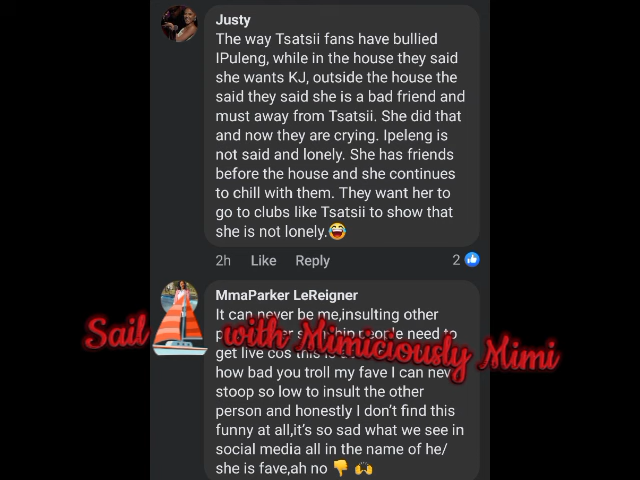 Justy
The way Tsatsii fans have bullied
IPuleng, while in the house they said
she wants KJ, outside the house the
said they said she is a bad friend and
must away from Tsatsii. She did that
and now they are crying. Ipeleng is
not said and lonely. She has friends
before the house and she continues
to chill with them. They want her to
go to clubs like Tsatsii to show that
she is not lonely.😂
2h Like Reply 2
MmaParker LeReigner
It can never be me,insulting other
people need to
Sail with Mimiciously Mimi
get live cos this is
how bad you troll my fave I can nev
stoop so low to insult the other
person and honestly I don't find this
funny at all,it's so sad what we see in
social media all in the name of he/
she is fave,ah no 👎 🙌